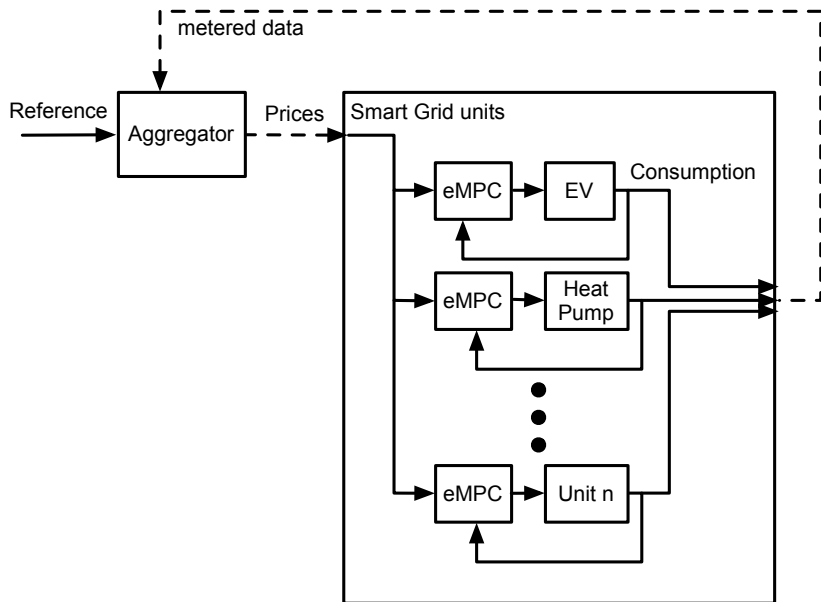 metered data
Reference
Aggregator
Prices
Smart Grid units
eMPC
EV
Consumption
eMPC
Heat
Pump
eMPC
Unit n